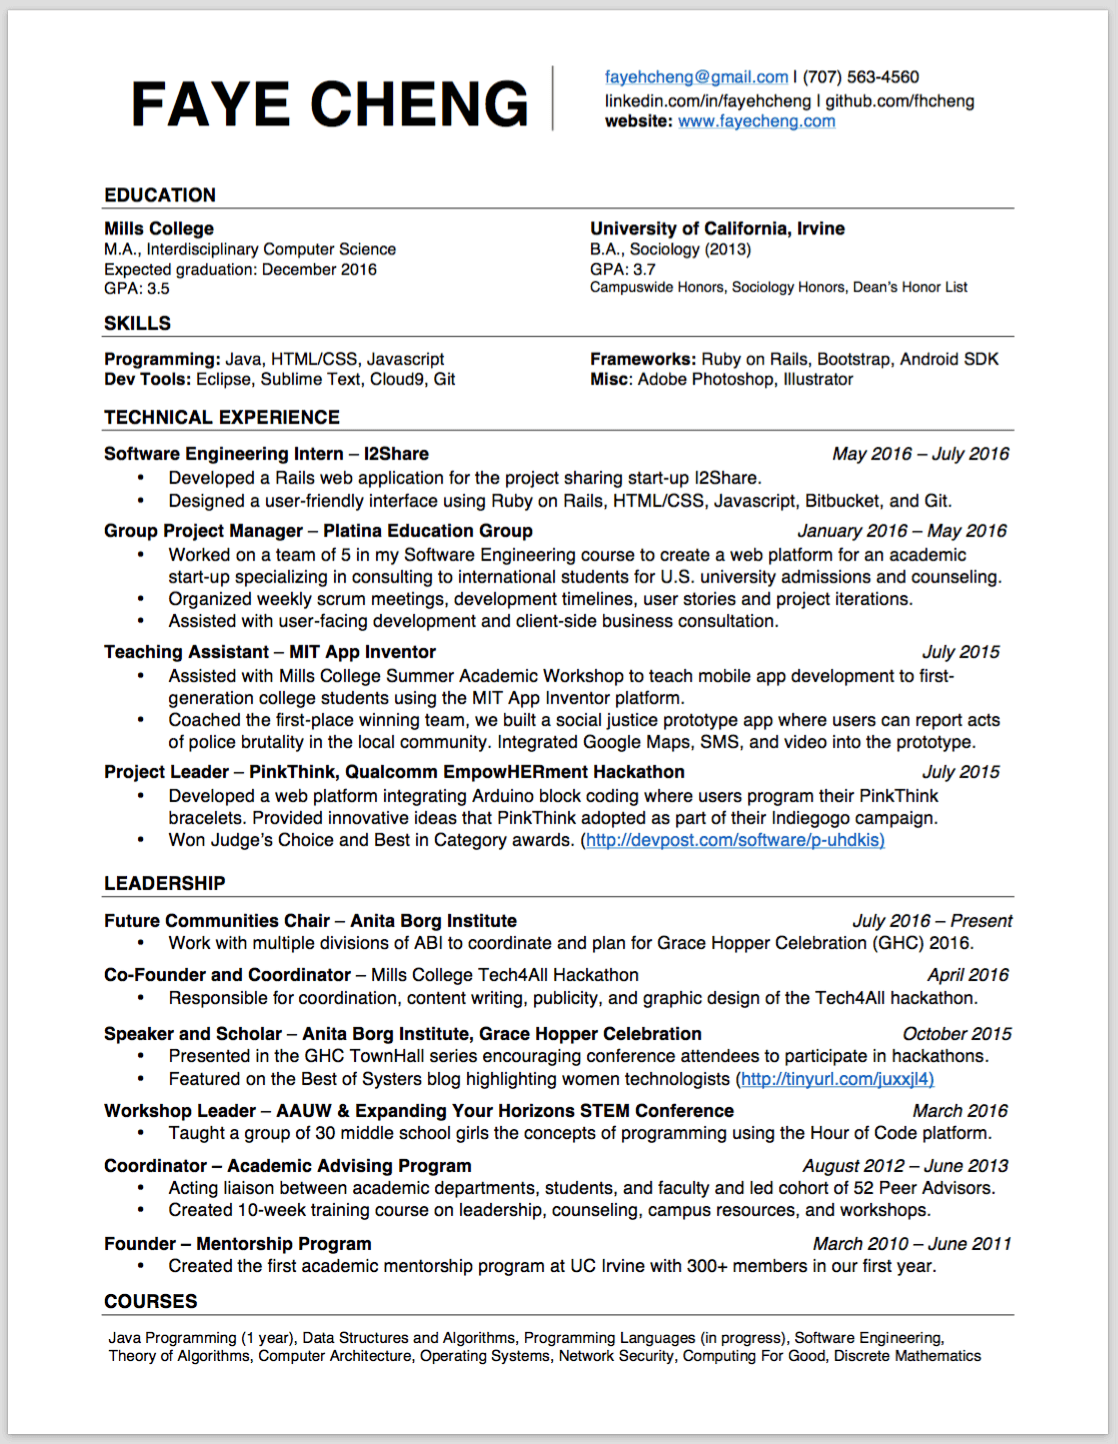 FAYE CHENG
fayehcheng@gmail.com | (707) 563-4560
linkedin.com/in/fayehcheng | github.com/fhcheng
website: www.fayecheng.com
EDUCATION
Mills College
M.A., Interdisciplinary Computer Science
Expected graduation: December 2016
GPA: 3.5
University of California, Irvine
B.A., Sociology (2013)
GPA: 3.7
Campuswide Honors, Sociology Honors, Dean's Honor List
SKILLS
Programming: Java, HTML/CSS, Javascript
Dev Tools: Eclipse, Sublime Text, Cloud9, Git
Frameworks: Ruby on Rails, Bootstrap, Android SDK
Misc: Adobe Photoshop, Illustrator
TECHNICAL EXPERIENCE
Software Engineering Intern – I2Share May 2016 – July 2016
• Developed a Rails web application for the project sharing start-up I2Share.
• Designed a user-friendly interface using Ruby on Rails, HTML/CSS, Javascript, Bitbucket, and Git.
Group Project Manager – Platina Education Group January 2016 – May 2016
• Worked on a team of 5 in my Software Engineering course to create a web platform for an academic
start-up specializing in consulting to international students for U.S. university admissions and counseling.
• Organized weekly scrum meetings, development timelines, user stories and project iterations.
• Assisted with user-facing development and client-side business consultation.
Teaching Assistant – MIT App Inventor July 2015
• Assisted with Mills College Summer Academic Workshop to teach mobile app development to first-
generation college students using the MIT App Inventor platform.
• Coached the first-place winning team, we built a social justice prototype app where users can report acts
of police brutality in the local community. Integrated Google Maps, SMS, and video into the prototype.
Project Leader – PinkThink, Qualcomm EmpowHERment Hackathon July 2015
• Developed a web platform integrating Arduino block coding where users program their PinkThink
bracelets. Provided innovative ideas that PinkThink adopted as part of their Indiegogo campaign.
• Won Judge's Choice and Best in Category awards. (http://devpost.com/software/p-uhdkis)
LEADERSHIP
Future Communities Chair – Anita Borg Institute July 2016 – Present
• Work with multiple divisions of ABI to coordinate and plan for Grace Hopper Celebration (GHC) 2016.
Co-Founder and Coordinator – Mills College Tech4All Hackathon April 2016
• Responsible for coordination, content writing, publicity, and graphic design of the Tech4All hackathon.
Speaker and Scholar – Anita Borg Institute, Grace Hopper Celebration October 2015
• Presented in the GHC TownHall series encouraging conference attendees to participate in hackathons.
• Featured on the Best of Systers blog highlighting women technologists (http://tinyurl.com/juxxjl4)
Workshop Leader – AAUW & Expanding Your Horizons STEM Conference March 2016
• Taught a group of 30 middle school girls the concepts of programming using the Hour of Code platform.
Coordinator – Academic Advising Program August 2012 – June 2013
• Acting liaison between academic departments, students, and faculty and led cohort of 52 Peer Advisors.
• Created 10-week training course on leadership, counseling, campus resources, and workshops.
Founder – Mentorship Program March 2010 – June 2011
• Created the first academic mentorship program at UC Irvine with 300+ members in our first year.
COURSES
Java Programming (1 year), Data Structures and Algorithms, Programming Languages (in progress), Software Engineering,
Theory of Algorithms, Computer Architecture, Operating Systems, Network Security, Computing For Good, Discrete Mathematics